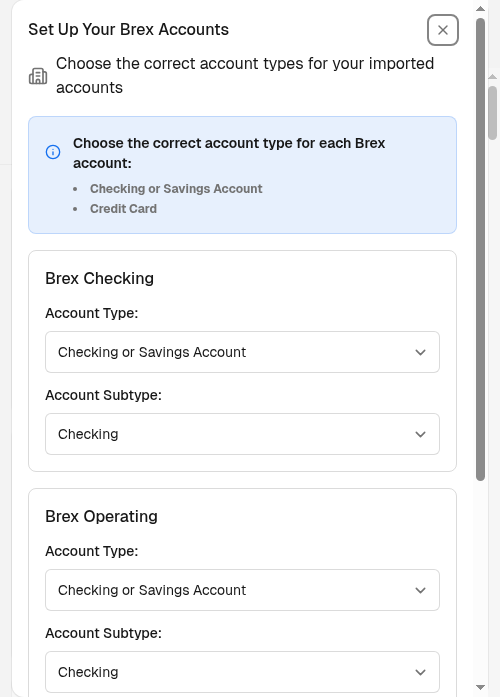 Set Up Your Brex Accounts
Choose the correct account types for your imported
accounts
Choose the correct account type for each Brex
account:
• Checking or Savings Account
• Credit Card
Brex Checking
Account Type:
Checking or Savings Account
Account Subtype:
Checking
Brex Operating
Account Type:
Checking or Savings Account
Account Subtype:
Checking